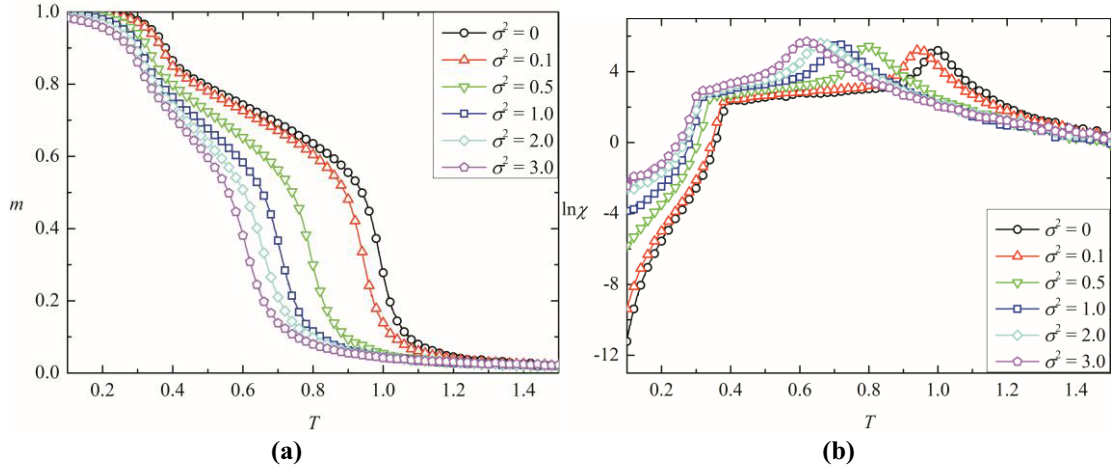 1.0
0.8
0.6
0.4
0.2
0.0
m
0.2 0.4 0.6 0.8 1.0 1.2 1.4
T
σ² = 0
σ² = 0.1
σ² = 0.5
σ² = 1.0
σ² = 2.0
σ² = 3.0
(a)
4
0
-4
-8
-12
lnχ
0.2 0.4 0.6 0.8 1.0 1.2 1.4
T
σ² = 0
σ² = 0.1
σ² = 0.5
σ² = 1.0
σ² = 2.0
σ² = 3.0
(b)